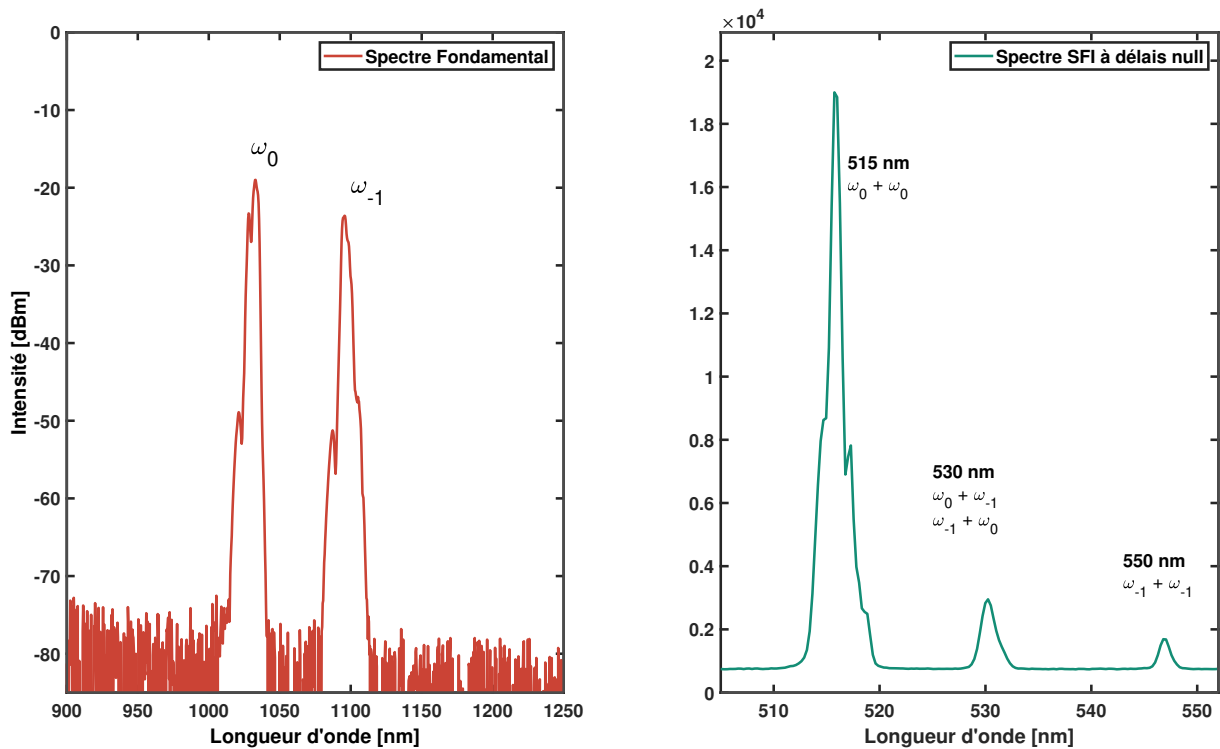 Spectre Fondamental
ω0
ω-1
0
-10
-20
-30
-40
-50
-60
-70
-80
Intensité [dBm]
900 950 1000 1050 1100 1150 1200 1250
Longueur d'onde [nm]
×10^4
Spectre SFI à délais null
515 nm
ω0 + ω0
530 nm
ω0 + ω-1
ω-1 + ω0
550 nm
ω-1 + ω-1
2
1.8
1.6
1.4
1.2
1
0.8
0.6
0.4
0.2
0
510 520 530 540 550
Longueur d'onde [nm]